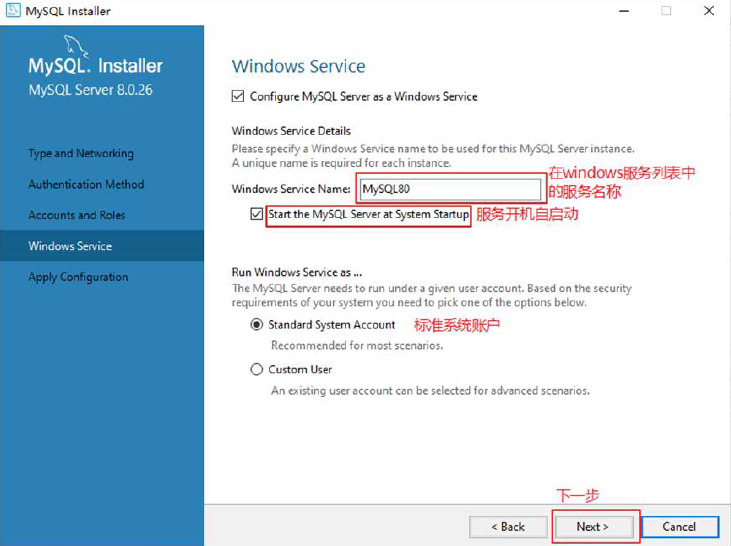 MySQL Installer
MySQL. Installer
MySQL Server 8.0.26
Type and Networking
Authentication Method
Accounts and Roles
Windows Service
Apply Configuration
Windows Service
Configure MySQL Server as a Windows Service
Windows Service Details
Please specify a Windows Service name to be used for this MySQL Server instance.
A unique name is required for each instance.
Windows Service Name: MySQL80
在windows服务列表中
的服务名称
Start the MySQL Server at System Startup 服务开机自启动
Run Windows Service as ...
The MySQL Server needs to run under a given user account. Based on the security
requirements of your system you need to pick one of the options below.
Standard System Account 标准系统账户
Recommended for most scenarios.
Custom User
An existing user account can be selected for advanced scenarios.
下一步
< Back Next > Cancel